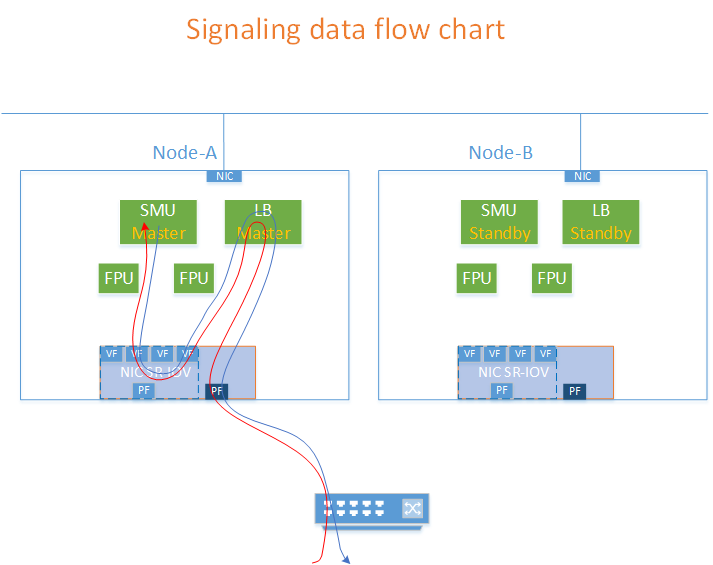 Signaling data flow chart
Node-A
Node-B
NIC
NIC
SMU
Master
LB
Master
SMU
Standby
LB
Standby
FPU
FPU
FPU
FPU
VF
VF
VF
VF
VF
VF
VF
VF
NIC SR-IOV
NIC SR-IOV
PF
PF
PF
PF